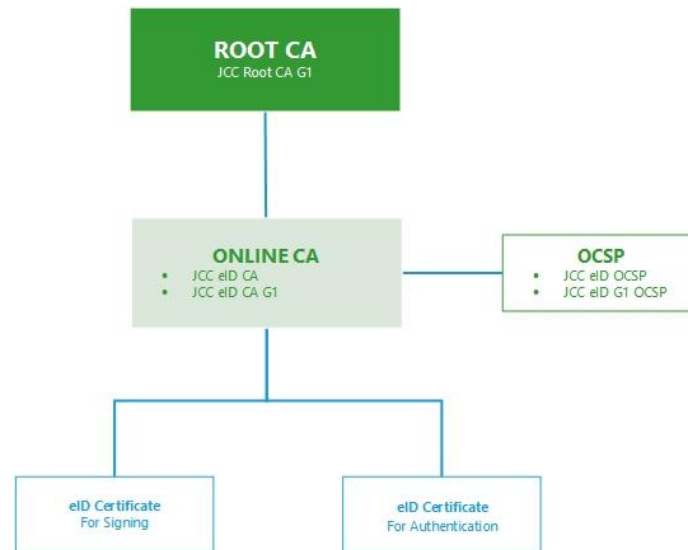 ROOT CA
JCC Root CA G1
ONLINE CA
• JCC eID CA
• JCC eID CA G1
OCSP
• JCC eID OCSP
• JCC eID G1 OCSP
eID Certificate
For Signing
eID Certificate
For Authentication